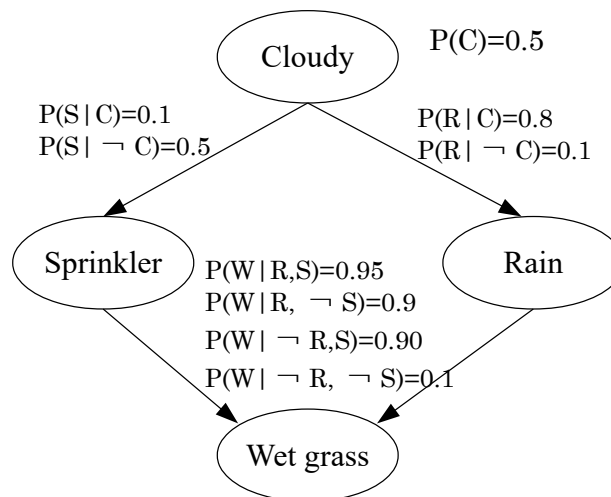 Cloudy
P(C)=0.5
P(S|C)=0.1
P(S| ¬ C)=0.5
P(R|C)=0.8
P(R| ¬ C)=0.1
Sprinkler
Rain
P(W|R,S)=0.95
P(W|R, ¬ S)=0.9
P(W| ¬ R,S)=0.90
P(W| ¬ R, ¬ S)=0.1
Wet grass